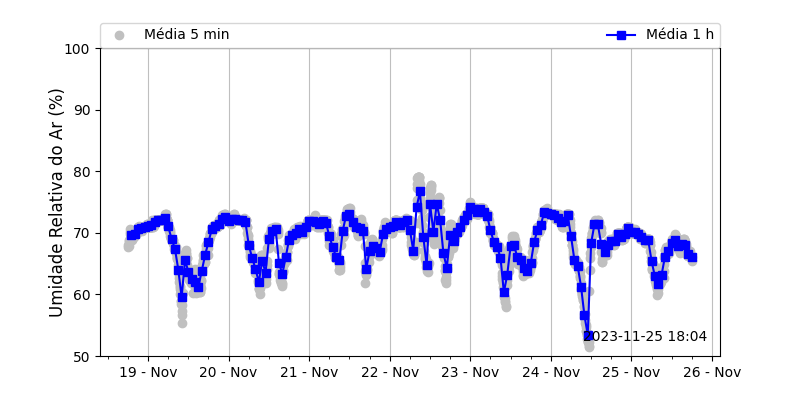 Média 5 min
Média 1 h
Umidade Relativa do Ar (%)
100
90
80
70
60
50
2023-11-25 18:04
19 - Nov
20 - Nov
21 - Nov
22 - Nov
23 - Nov
24 - Nov
25 - Nov
26 - Nov